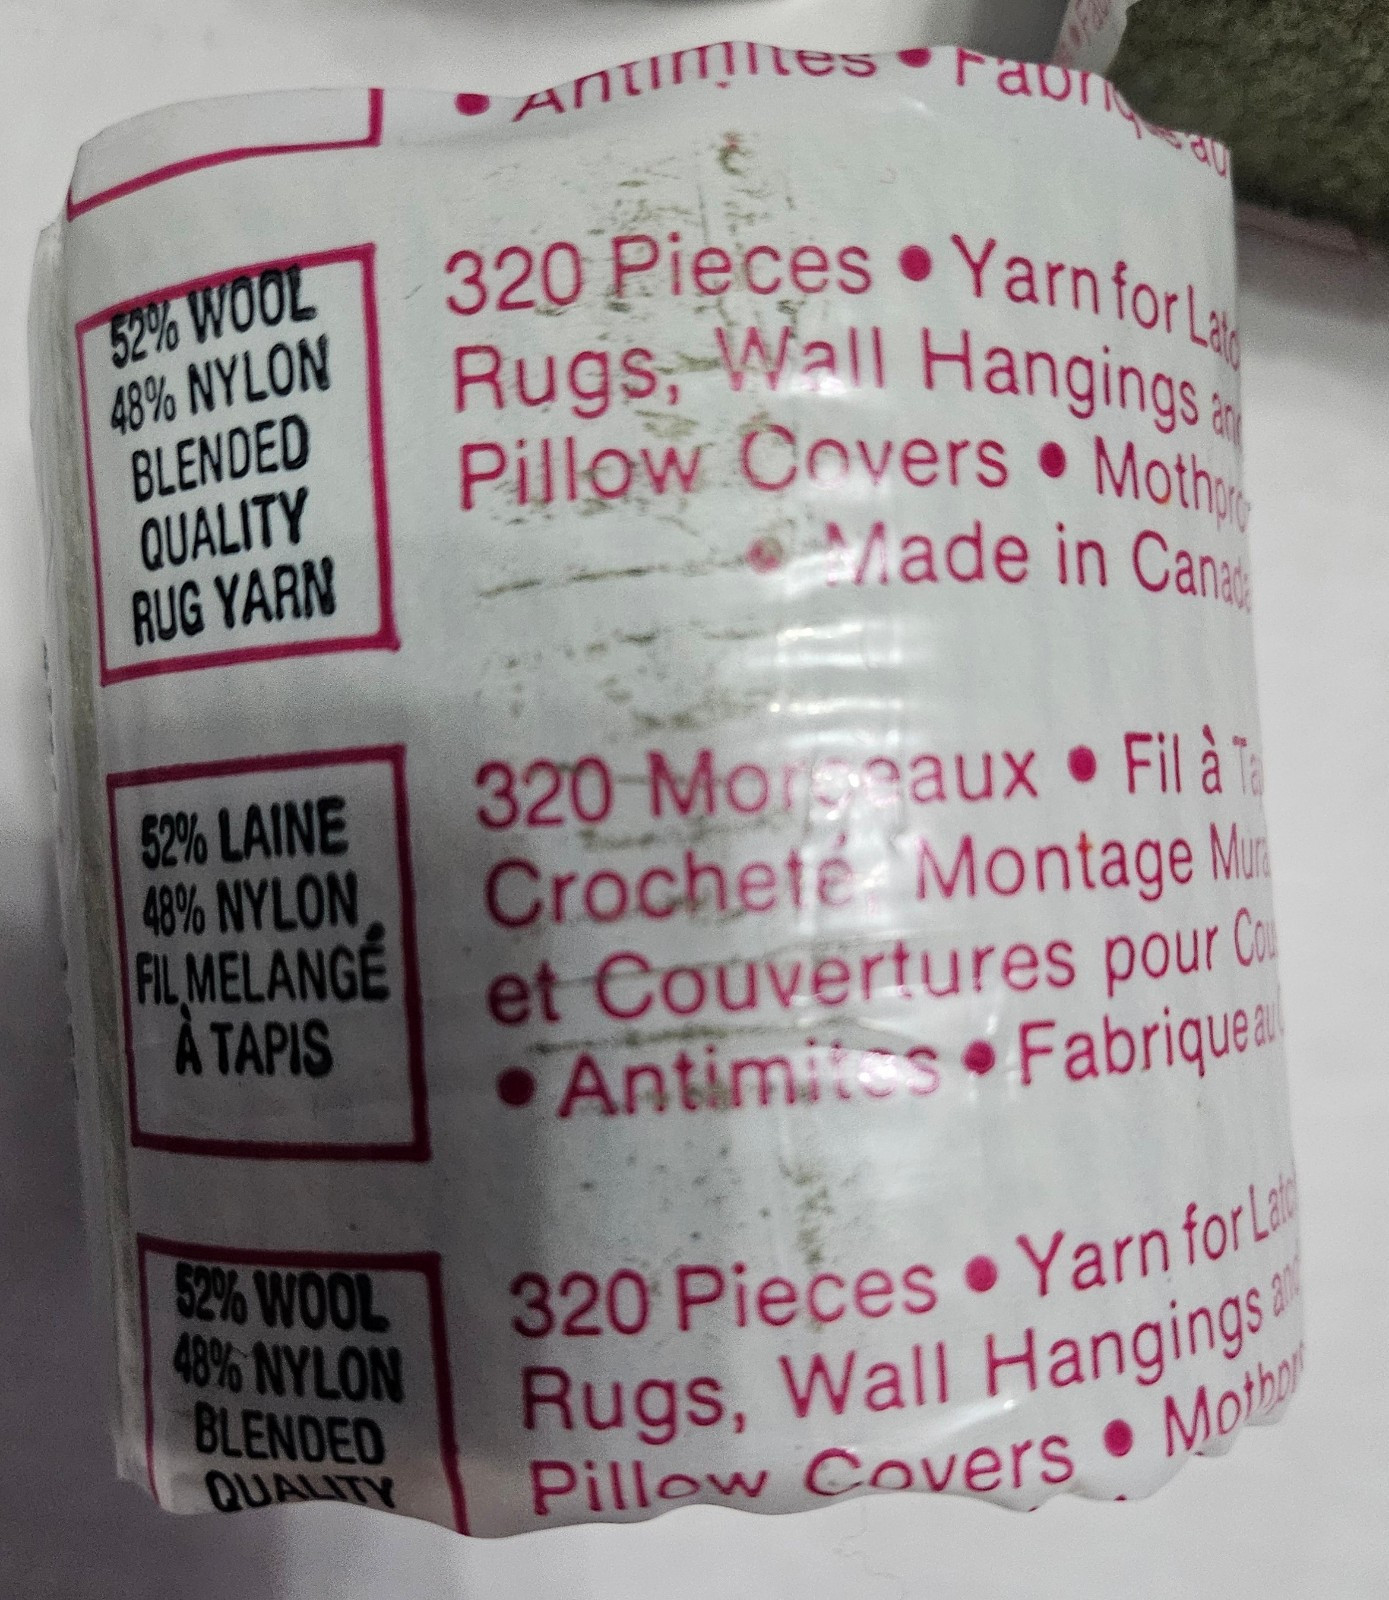 • Antimites •
52% WOOL
48% NYLON
BLENDED
QUALITY
RUG YARN
320 Pieces • Yarn for
Rugs, Wall Hangings
Pillow Covers •
• Made in
52% LAINE
48% NYLON
FIL MELANGÉ
À TAPIS
320 Morceaux • Fil à
Crocheté, Montage
et Couvertures pour
• Antimites • Fabrique au
52% WOOL
48% NYLON
BLENDED
QUALITY
320 Pieces • Yarn for
Rugs, Wall Hangings
Pillow Covers •